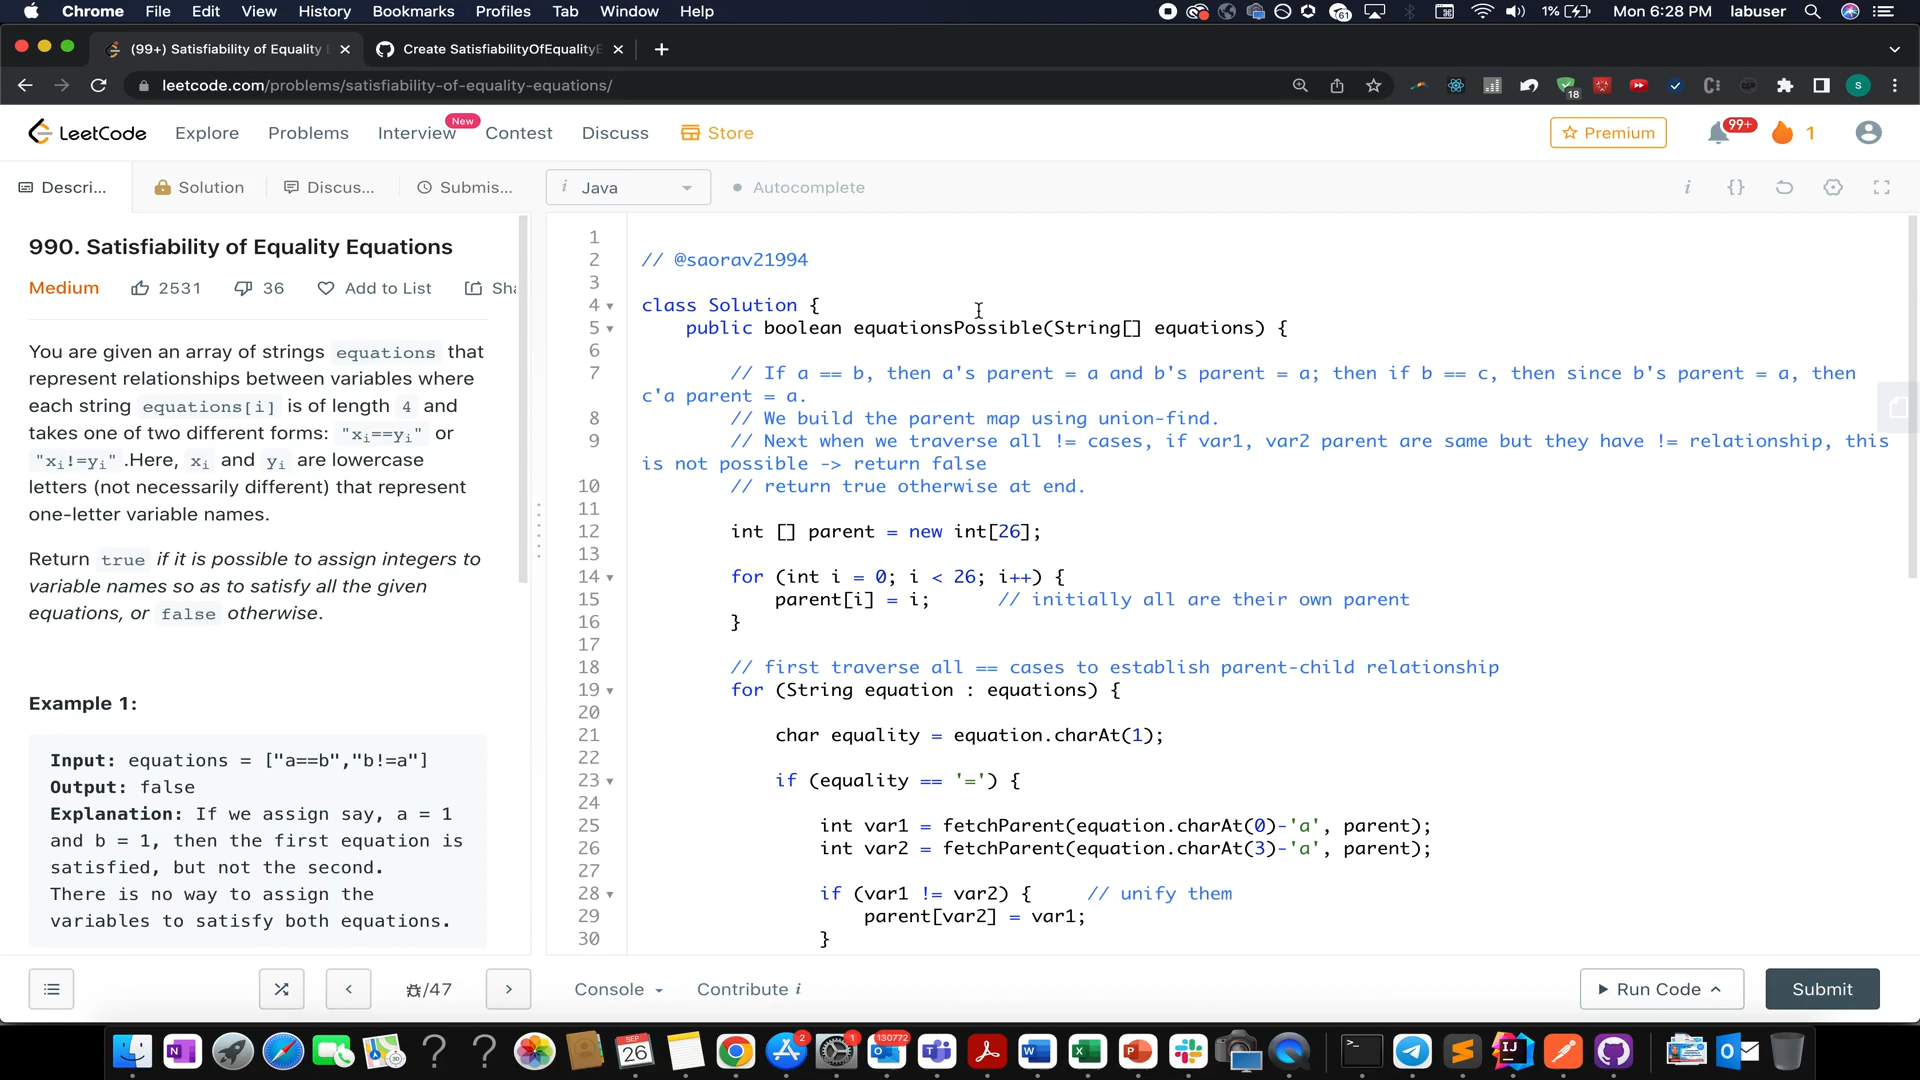 Chrome File Edit View History Bookmarks Profiles Tab Window Help 61 1% Mon 6:28 PM labuser
(99+) Satisfiability of Equality Create SatisfiabilityOfEquality
leetcode.com/problems/satisfiability-of-equality-equations/ 18 S
LeetCode Explore Problems Interview New Contest Discuss Store Premium 99+ 1
Descri... Solution Discus... Submis... i Java Autocomplete i {}
990. Satisfiability of Equality Equations
Medium 2531 36 Add to List Sha
You are given an array of strings equations that
represent relationships between variables where
each string equations[i] is of length 4 and
takes one of two different forms: "xi==yi" or
"xi!=yi".Here, xi and yi are lowercase
letters (not necessarily different) that represent
one-letter variable names.
Return true if it is possible to assign integers to
variable names so as to satisfy all the given
equations, or false otherwise.
Example 1:
Input: equations = ["a==b","b!=a"]
Output: false
Explanation: If we assign say, a = 1
and b = 1, then the first equation is
satisfied, but not the second.
There is no way to assign the
variables to satisfy both equations.
1
2 // @saorav21994
3
4 class Solution {
5 public boolean equationsPossible(String[] equations) {
6
7 // If a == b, then a's parent = a and b's parent = a; then if b == c, then since b's parent = a, then
c'a parent = a.
8 // We build the parent map using union-find.
9 // Next when we traverse all != cases, if var1, var2 parent are same but they have != relationship, this
is not possible -> return false
10 // return true otherwise at end.
11
12 int [] parent = new int[26];
13
14 for (int i = 0; i < 26; i++) {
15 parent[i] = i; // initially all are their own parent
16 }
17
18 // first traverse all == cases to establish parent-child relationship
19 for (String equation : equations) {
20
21 char equality = equation.charAt(1);
22
23 if (equality == '=') {
24
25 int var1 = fetchParent(equation.charAt(0)-'a', parent);
26 int var2 = fetchParent(equation.charAt(3)-'a', parent);
27
28 if (var1 != var2) { // unify them
29 parent[var2] = var1;
30 }
/47 Console Contribute i Run Code Submit
SEP 26 2 1 130772